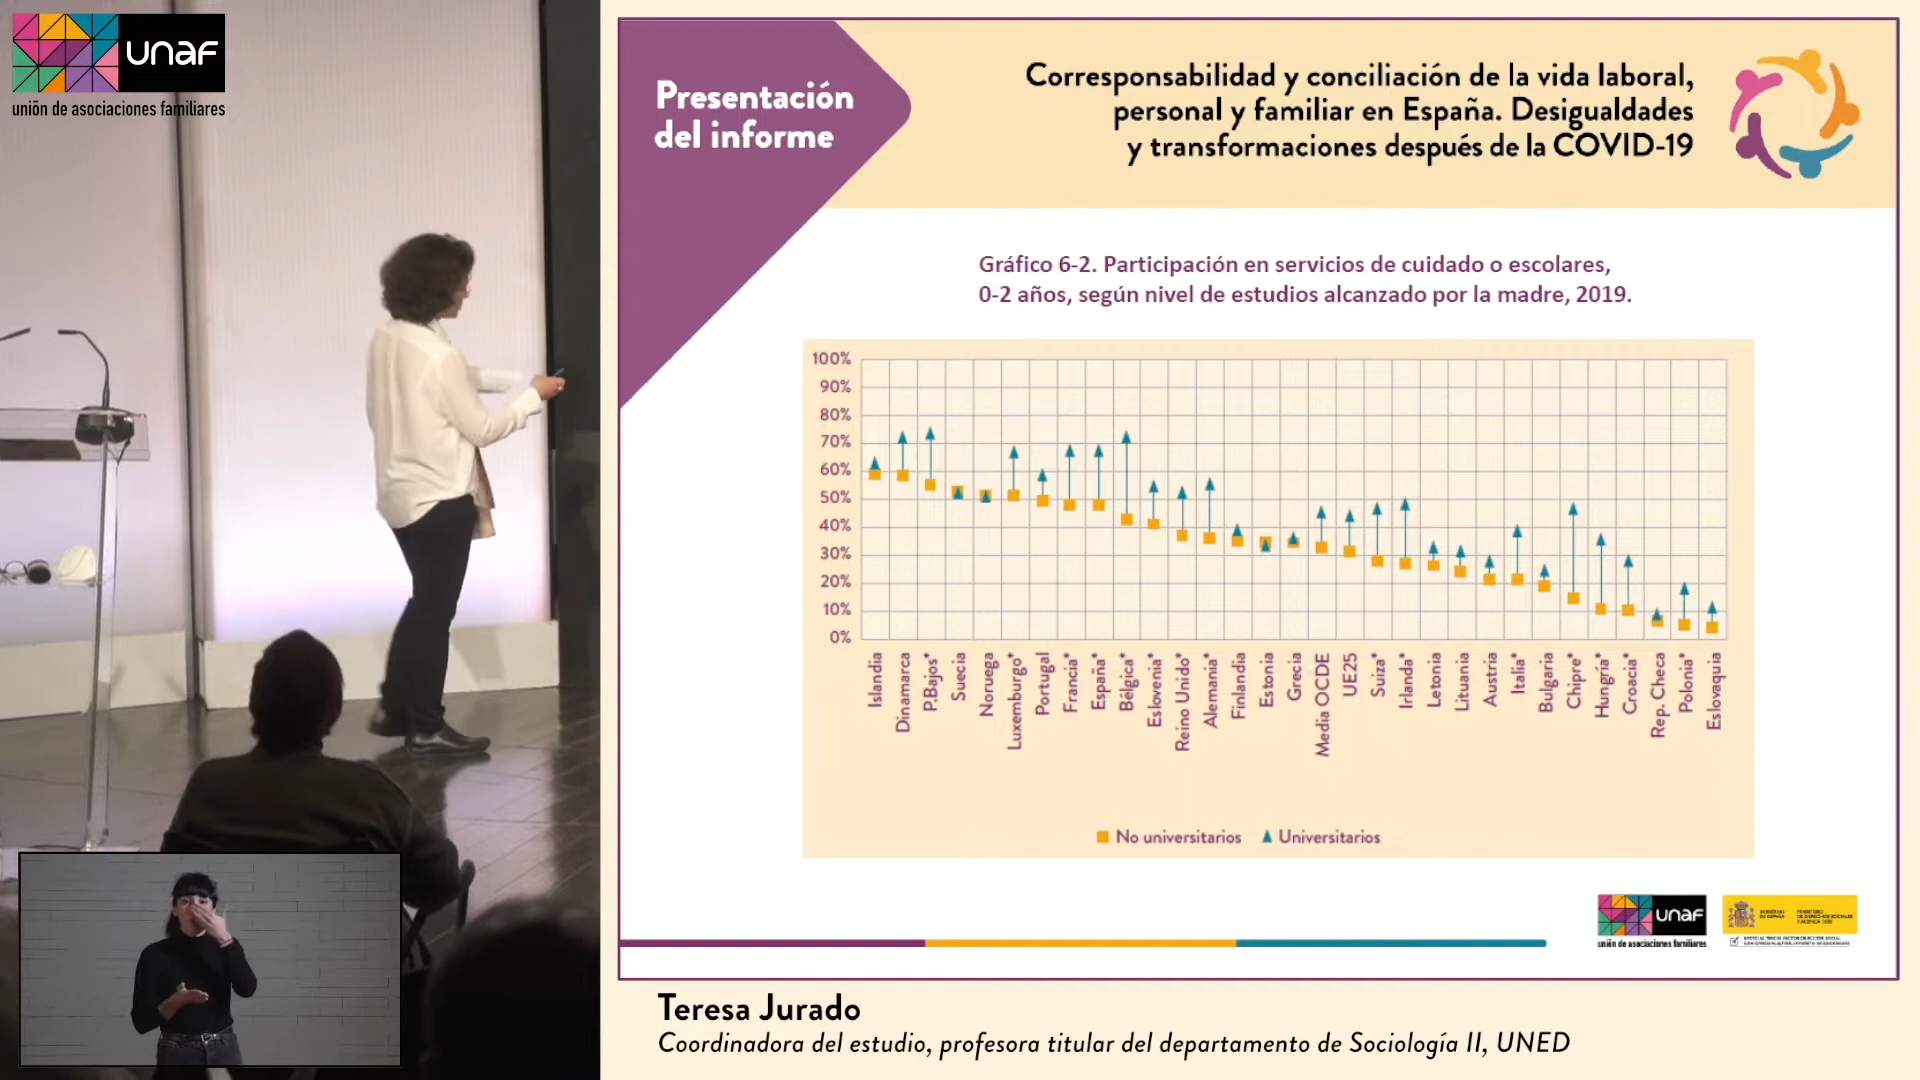 unaf
unión de asociaciones familiares
Presentación
del informe
Corresponsabilidad y conciliación de la vida laboral,
personal y familiar en España. Desigualdades
y transformaciones después de la COVID-19
Gráfico 6-2. Participación en servicios de cuidado o escolares,
0-2 años, según nivel de estudios alcanzado por la madre, 2019.
100%
90%
80%
70%
60%
50%
40%
30%
20%
10%
0%
Islandia
Dinamarca
P.Bajos*
Suecia
Noruega
Luxemburgo*
Portugal
Francia*
España*
Bélgica*
Eslovenia*
Reino Unido*
Alemania*
Finlandia
Estonia
Grecia
Media OCDE
UE25
Suiza*
Irlanda*
Letonia
Lituania
Austria
Italia*
Bulgaria
Chipre*
Hungría*
Croacia*
Rep. Checa
Polonia*
Eslovaquia
No universitarios
Universitarios
unaf
unión de asociaciones familiares
Teresa Jurado
Coordinadora del estudio, profesora titular del departamento de Sociología II, UNED